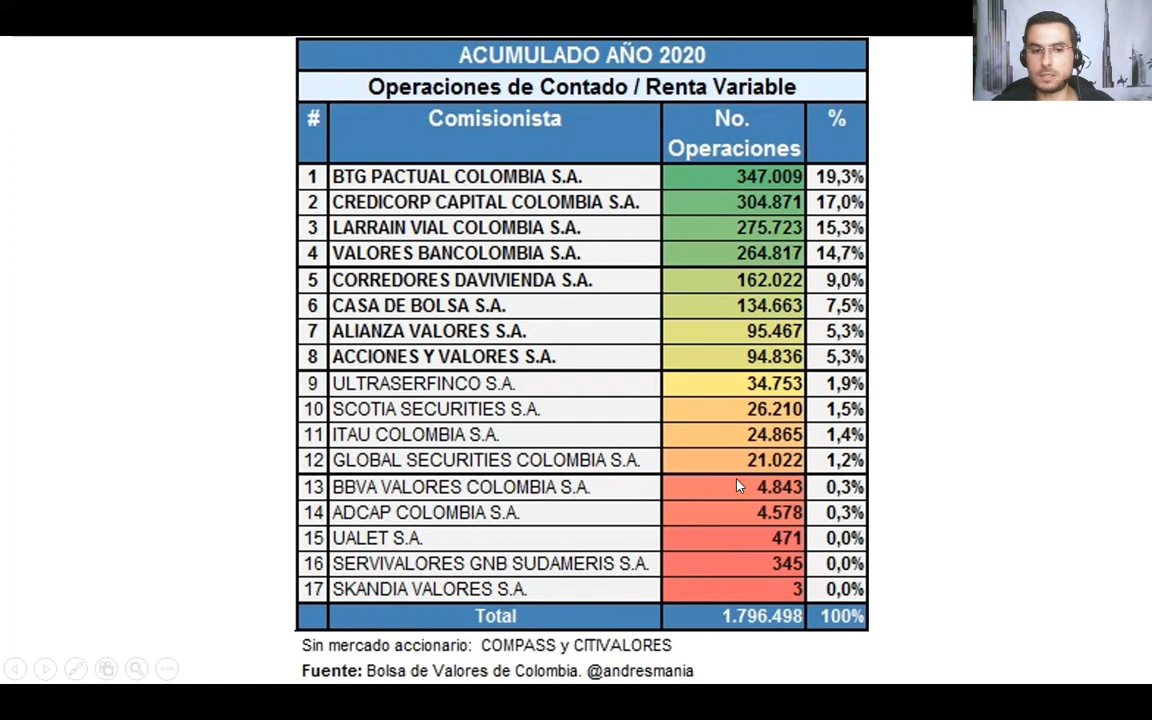 ACUMULADO AÑO 2020
Operaciones de Contado / Renta Variable
# Comisionista No. Operaciones %
1 BTG PACTUAL COLOMBIA S.A. 347.009 19,3%
2 CREDICORP CAPITAL COLOMBIA S.A. 304.871 17,0%
3 LARRAIN VIAL COLOMBIA S.A. 275.723 15,3%
4 VALORES BANCOLOMBIA S.A. 264.817 14,7%
5 CORREDORES DAVIVIENDA S.A. 162.022 9,0%
6 CASA DE BOLSA S.A. 134.663 7,5%
7 ALIANZA VALORES S.A. 95.467 5,3%
8 ACCIONES Y VALORES S.A. 94.836 5,3%
9 ULTRASERFINCO S.A. 34.753 1,9%
10 SCOTIA SECURITIES S.A. 26.210 1,5%
11 ITAU COLOMBIA S.A. 24.865 1,4%
12 GLOBAL SECURITIES COLOMBIA S.A. 21.022 1,2%
13 BBVA VALORES COLOMBIA S.A. 4.843 0,3%
14 ADCAP COLOMBIA S.A. 4.578 0,3%
15 UALET S.A. 471 0,0%
16 SERVIVALORES GNB SUDAMERIS S.A. 345 0,0%
17 SKANDIA VALORES S.A. 3 0,0%
Total 1.796.498 100%
Sin mercado accionario: COMPASS y CITIVALORES
Fuente: Bolsa de Valores de Colombia. @andresmania